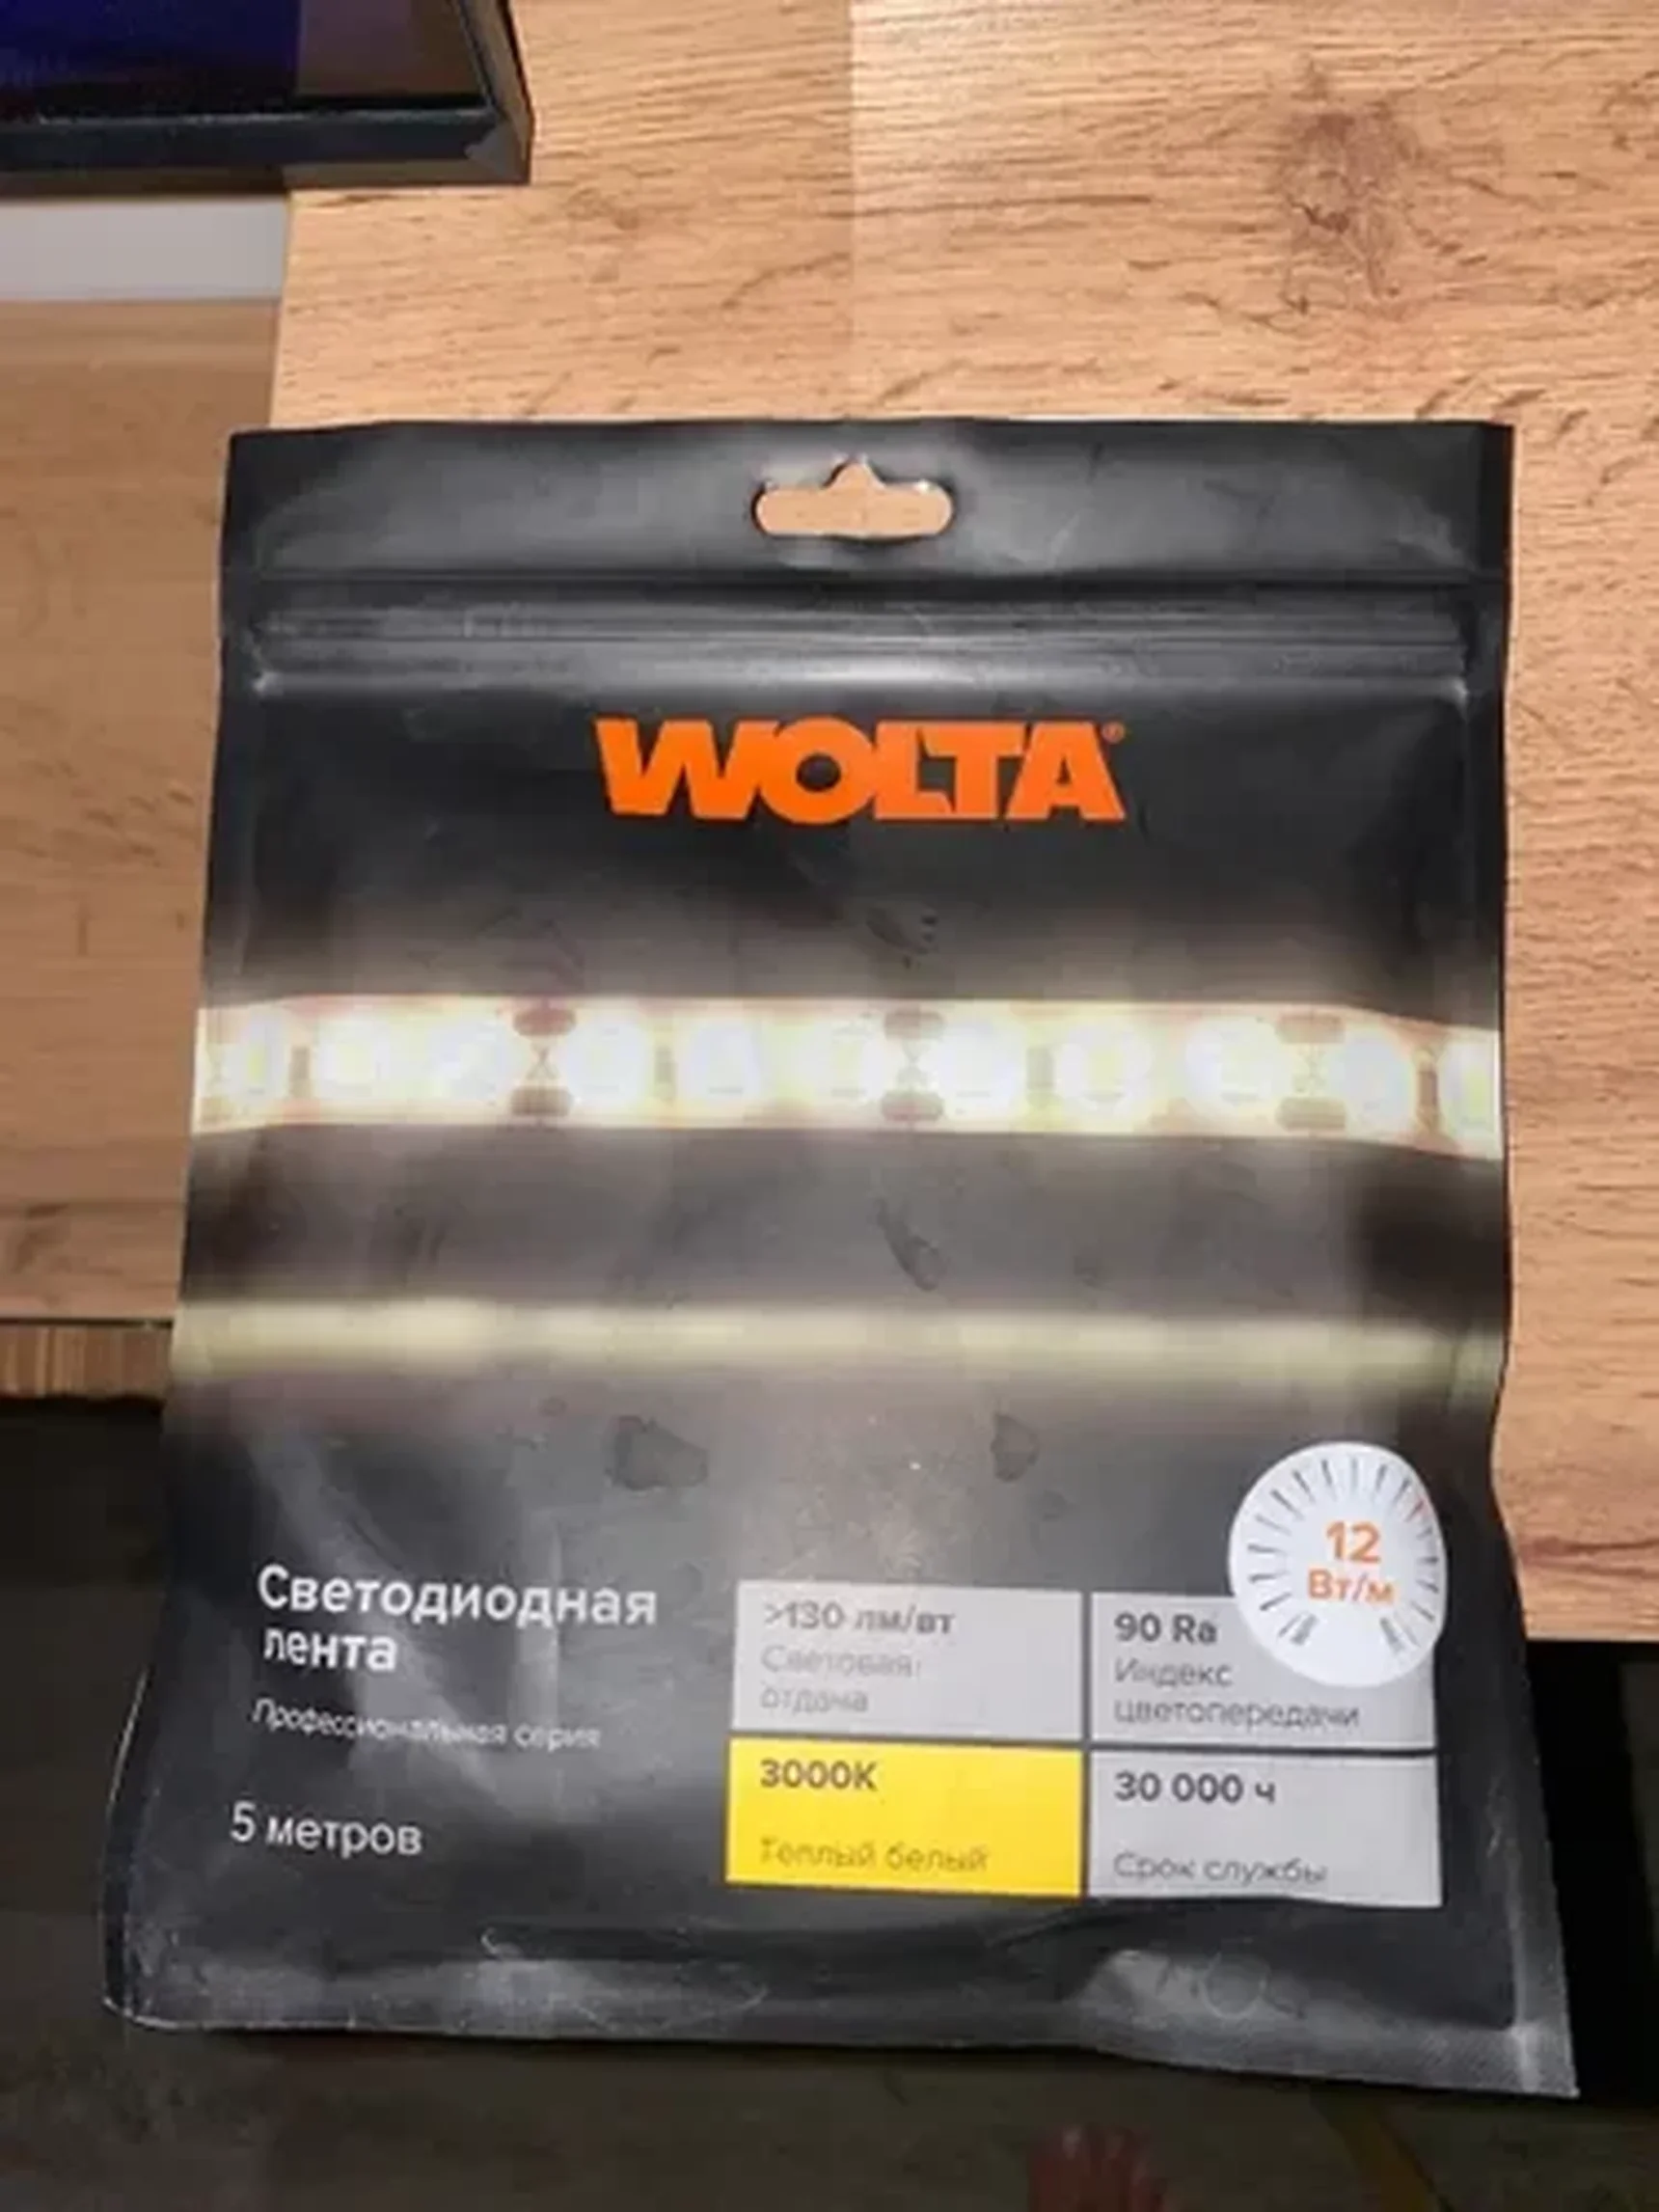 WOLTA®
Светодиодная
лента
Профессиональная серия
5 метров
12
Вт/м
>130 лм/вт
Световая
отдача
90 Ra
Индекс
цветопередачи
3000К
Теплый белый
30 000 ч
Срок службы